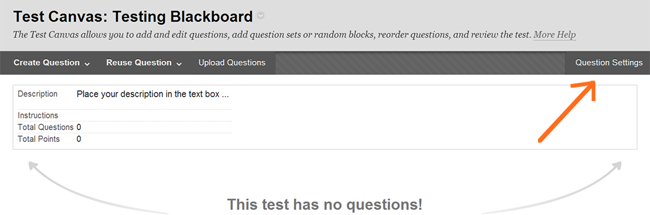 Test Canvas: Testing Blackboard
The Test Canvas allows you to add and edit questions, add question sets or random blocks, reorder questions, and review the test. More Help
Create Question Reuse Question Upload Questions Question Settings
Description Place your description in the text box ...
Instructions
Total Questions 0
Total Points 0
This test has no questions!